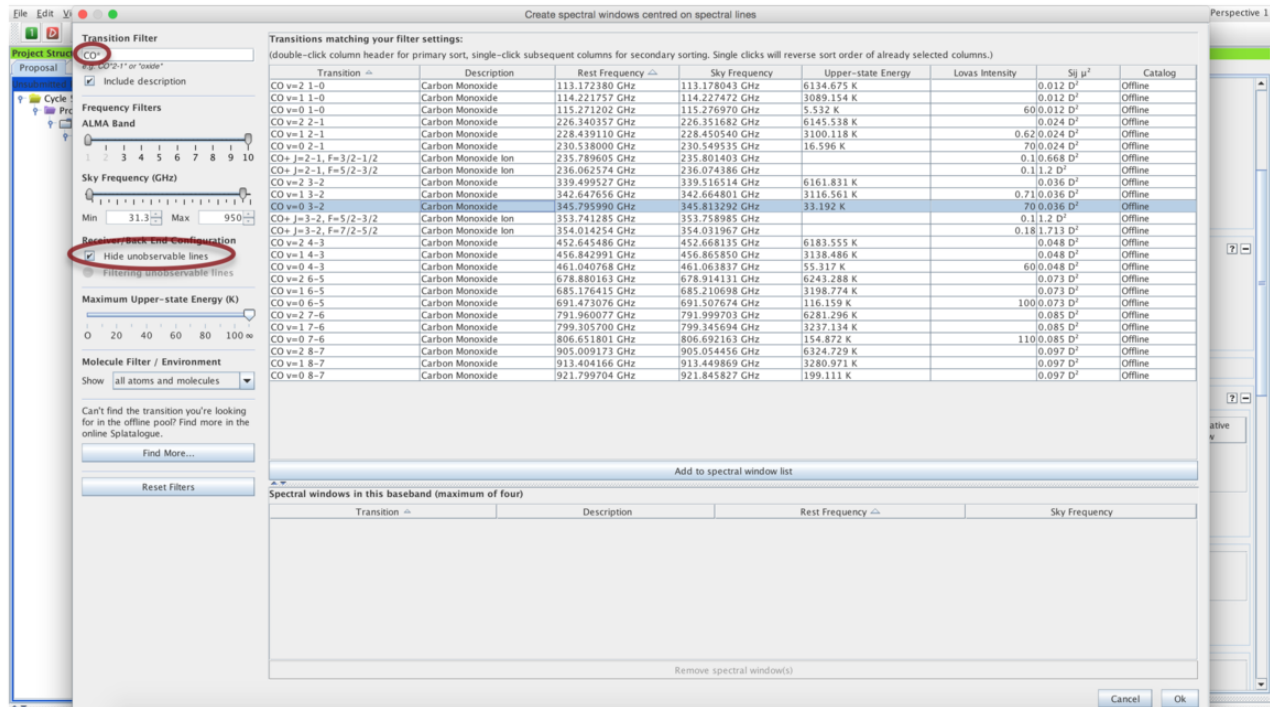 File Edit Vi
Create spectral windows centred on spectral lines
Perspective 1
Project Struc
Proposal
Cycle
Pro
Transition Filter
CO*
e.g. "CO*2-1" or "oxide"
Include description
Frequency Filters
ALMA Band
1 2 3 4 5 6 7 8 9 10
Sky Frequency (GHz)
Min 31.3 Max 950
Receiver/Back End Configuration
Hide unobservable lines
Filtering unobservable lines
Maximum Upper-state Energy (K)
0 20 40 60 80 100 ∞
Molecule Filter / Environment
Show all atoms and molecules
Can't find the transition you're looking
for in the offline pool? Find more in the
online Splatalogue.
Find More...
Reset Filters
Transitions matching your filter settings:
(double-click column header for primary sort, single-click subsequent columns for secondary sorting. Single clicks will reverse sort order of already selected columns.)
Transition Description Rest Frequency Sky Frequency Upper-state Energy Lovas Intensity Sij μ² Catalog
CO v=2 1-0 Carbon Monoxide 113.172380 GHz 113.178043 GHz 6134.675 K 0.012 D² Offline
CO v=1 1-0 Carbon Monoxide 114.221757 GHz 114.227472 GHz 3089.154 K 0.012 D² Offline
CO v=0 1-0 Carbon Monoxide 115.271202 GHz 115.276970 GHz 5.532 K 60 0.012 D² Offline
CO v=2 2-1 Carbon Monoxide 226.340357 GHz 226.351682 GHz 6145.538 K 0.024 D² Offline
CO v=1 2-1 Carbon Monoxide 228.439110 GHz 228.450540 GHz 3100.118 K 0.62 0.024 D² Offline
CO v=0 2-1 Carbon Monoxide 230.538000 GHz 230.549535 GHz 16.596 K 70 0.024 D² Offline
CO+ J=2-1, F=3/2-1/2 Carbon Monoxide Ion 235.789605 GHz 235.801403 GHz 0.1 0.668 D² Offline
CO+ J=2-1, F=5/2-3/2 Carbon Monoxide Ion 236.062574 GHz 236.074386 GHz 0.1 1.2 D² Offline
CO v=2 3-2 Carbon Monoxide 339.499527 GHz 339.516514 GHz 6161.831 K 0.036 D² Offline
CO v=1 3-2 Carbon Monoxide 342.647656 GHz 342.664801 GHz 3116.561 K 0.71 0.036 D² Offline
CO v=0 3-2 Carbon Monoxide 345.795990 GHz 345.813292 GHz 33.192 K 70 0.036 D² Offline
CO+ J=3-2, F=5/2-3/2 Carbon Monoxide Ion 353.741285 GHz 353.758985 GHz 0.1 1.2 D² Offline
CO+ J=3-2, F=7/2-5/2 Carbon Monoxide Ion 354.014254 GHz 354.031967 GHz 0.18 1.713 D² Offline
CO v=2 4-3 Carbon Monoxide 452.645486 GHz 452.668135 GHz 6183.555 K 0.048 D² Offline
CO v=1 4-3 Carbon Monoxide 456.842991 GHz 456.865850 GHz 3138.486 K 0.048 D² Offline
CO v=0 4-3 Carbon Monoxide 461.040768 GHz 461.063837 GHz 55.317 K 60 0.048 D² Offline
CO v=2 6-5 Carbon Monoxide 678.880163 GHz 678.914131 GHz 6243.288 K 0.073 D² Offline
CO v=1 6-5 Carbon Monoxide 685.176415 GHz 685.210698 GHz 3198.774 K 0.073 D² Offline
CO v=0 6-5 Carbon Monoxide 691.473076 GHz 691.507674 GHz 116.159 K 100 0.073 D² Offline
CO v=2 7-6 Carbon Monoxide 791.960077 GHz 791.999703 GHz 6281.296 K 0.085 D² Offline
CO v=1 7-6 Carbon Monoxide 799.305700 GHz 799.345694 GHz 3237.134 K 0.085 D² Offline
CO v=0 7-6 Carbon Monoxide 806.651801 GHz 806.692163 GHz 154.872 K 110 0.085 D² Offline
CO v=2 8-7 Carbon Monoxide 905.009173 GHz 905.054456 GHz 6324.729 K 0.097 D² Offline
CO v=1 8-7 Carbon Monoxide 913.404166 GHz 913.449869 GHz 3280.971 K 0.097 D² Offline
CO v=0 8-7 Carbon Monoxide 921.799704 GHz 921.845827 GHz 199.111 K 0.097 D² Offline
Add to spectral window list
Spectral windows in this baseband (maximum of four)
Transition Description Rest Frequency Sky Frequency
Remove spectral window(s)
Cancel Ok
ative
w